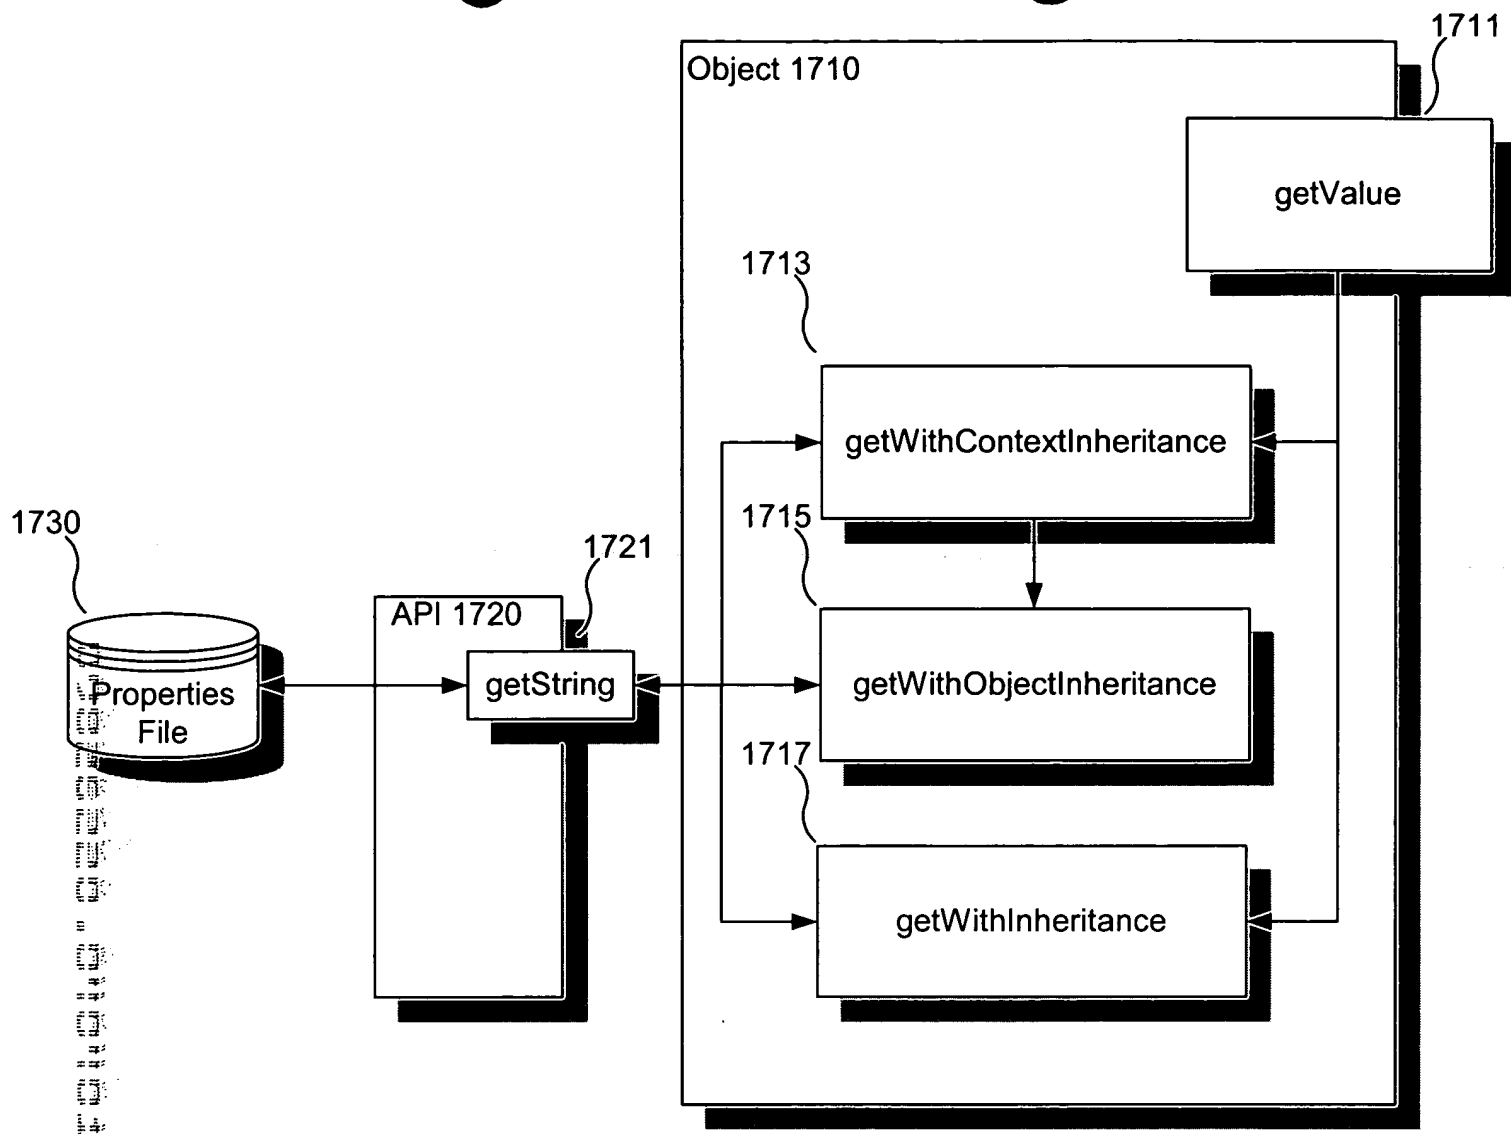 1711
Object 1710
getValue
1713
getWithContextInheritance
1715
1730
1721
API 1720
getString
getWithObjectInheritance
Properties
File
1717
getWithInheritance